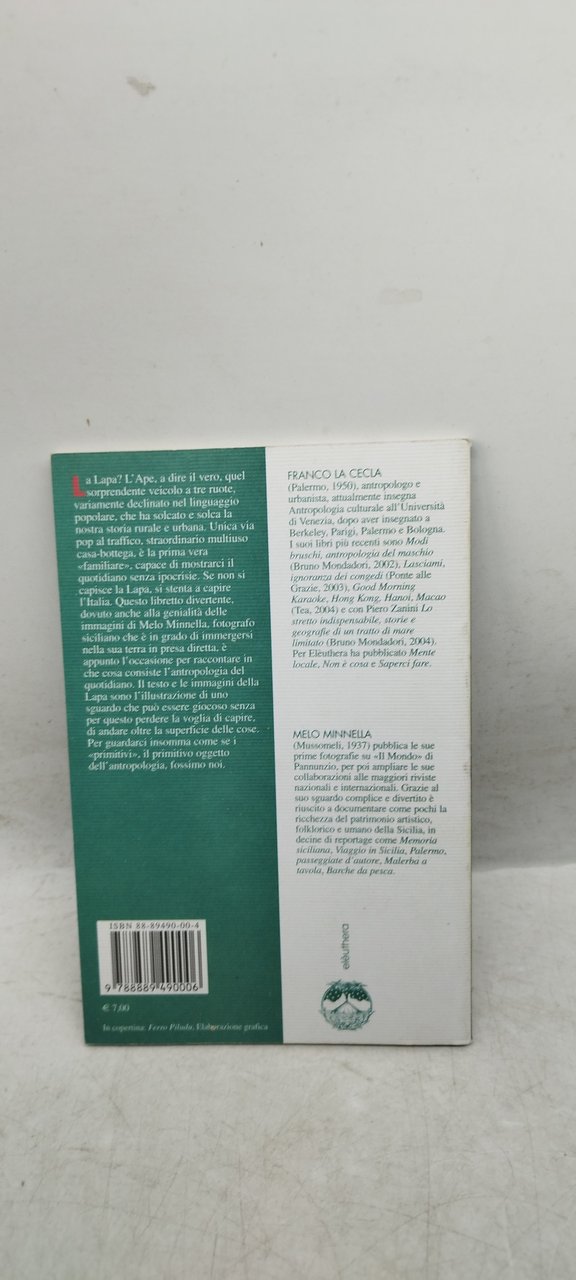 La Lapa? L'Ape, a dire il vero, quel
sorprendente veicolo a tre ruote,
variamente declinato nel linguaggio
popolare, che ha solcato e solca la
nostra storia rurale e urbana. Unica via
pop al traffico, straordinario multiuso
casa-bottega, è la prima vera
«familiare», capace di mostrarci il
quotidiano senza ipocrisie. Se non si
capisce la Lapa, si stenta a capire
l'Italia. Questo libretto divertente,
dovuto anche alla genialità delle
immagini di Melo Minnella, fotografo
siciliano che è in grado di immergersi
nella sua terra in presa diretta, è
appunto l'occasione per raccontare in
che cosa consiste l'antropologia del
quotidiano. Il testo e le immagini della
Lapa sono l'illustrazione di uno
sguardo che può essere giocoso senza
per questo perdere la voglia di capire,
di andare oltre la superficie delle cose.
Per guardarci insomma come se i
«primitivi», il primitivo oggetto
dell'antropologia, fossimo noi.
ISBN 88-89490-00-4
9 788889 490006
€ 7,00
In copertina: Ferro Piludu, Elaborazione grafica
FRANCO LA CECLA
(Palermo, 1950), antropologo e
urbanista, attualmente insegna
Antropologia culturale all'Università
di Venezia, dopo aver insegnato a
Berkeley, Parigi, Palermo e Bologna.
I suoi libri più recenti sono Modi
bruschi, antropologia del maschio
(Bruno Mondadori, 2002), Lasciami,
ignoranza dei congedi (Ponte alle
Grazie, 2003), Good Morning
Karaoke, Hong Kong, Hanoi, Macao
(Tea, 2004) e con Piero Zanini Lo
stretto indispensabile, storie e
geografie di un tratto di mare
limitato (Bruno Mondadori, 2004).
Per Elèuthera ha pubblicato Mente
locale, Non è cosa e Saperci fare.
MELO MINNELLA
(Mussomeli, 1937) pubblica le sue
prime fotografie su «Il Mondo» di
Pannunzio, per poi ampliare le sue
collaborazioni alle maggiori riviste
nazionali e internazionali. Grazie al
suo sguardo complice e divertito è
riuscito a documentare come pochi la
ricchezza del patrimonio artistico,
folklorico e umano della Sicilia, in
decine di reportage come Memoria
siciliana, Viaggio in Sicilia, Palermo,
passeggiate d'autore, Malerba a
tavola, Barche da pesca.
elèuthera